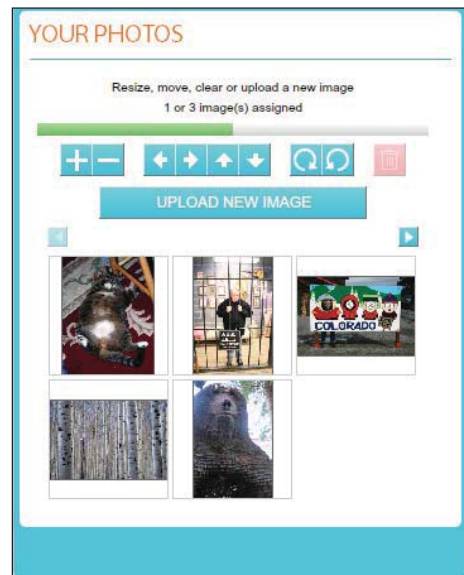 YOUR PHOTOS
Resize, move, clear or upload a new image
1 or 3 image(s) assigned
UPLOAD NEW IMAGE
COLORADO